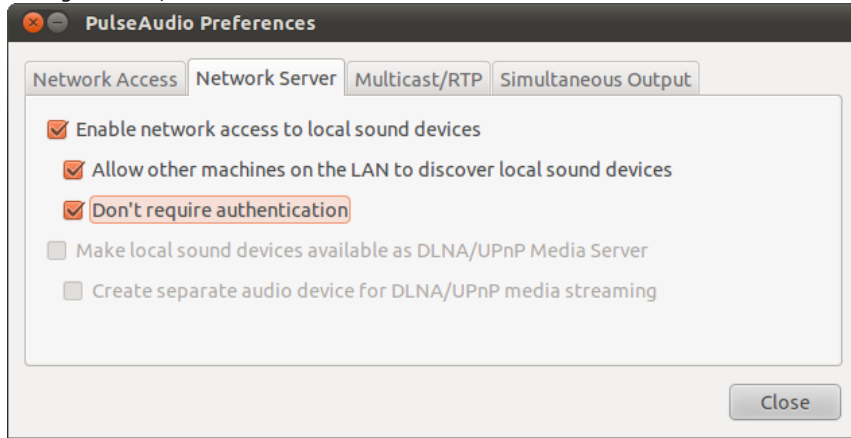 PulseAudio Preferences
Network Access Network Server Multicast/RTP Simultaneous Output
Enable network access to local sound devices
Allow other machines on the LAN to discover local sound devices
Don't require authentication
Make local sound devices available as DLNA/UPnP Media Server
Create separate audio device for DLNA/UPnP media streaming
Close